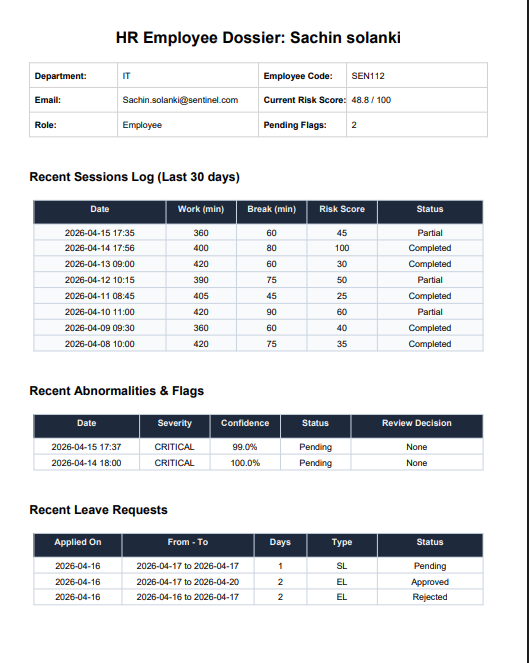 HR Employee Dossier: Sachin solanki
Department: IT Employee Code: SEN112
Email: Sachin.solanki@sentinel.com Current Risk Score: 48.8 / 100
Role: Employee Pending Flags: 2
Recent Sessions Log (Last 30 days)
Date Work (min) Break (min) Risk Score Status
2026-04-15 17:35 360 60 45 Partial
2026-04-14 17:56 400 80 100 Completed
2026-04-13 09:00 420 60 30 Completed
2026-04-12 10:15 390 75 50 Partial
2026-04-11 08:45 405 45 25 Completed
2026-04-10 11:00 420 90 60 Partial
2026-04-09 09:30 360 60 40 Completed
2026-04-08 10:00 420 75 35 Completed
Recent Abnormalities & Flags
Date Severity Confidence Status Review Decision
2026-04-15 17:37 CRITICAL 99.0% Pending None
2026-04-14 18:00 CRITICAL 100.0% Pending None
Recent Leave Requests
Applied On From - To Days Type Status
2026-04-16 2026-04-17 to 2026-04-17 1 SL Pending
2026-04-16 2026-04-17 to 2026-04-20 2 EL Approved
2026-04-16 2026-04-16 to 2026-04-17 2 EL Rejected